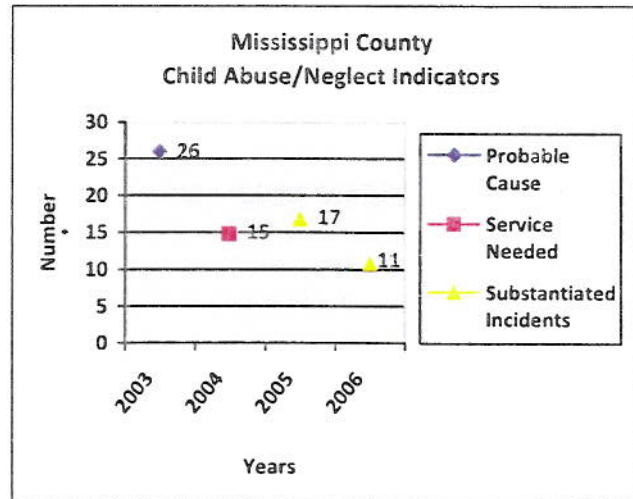 Mississippi County
Child Abuse/Neglect Indicators
30
25
20
15
10
5
0
26
15
17
11
Number
2003
2004
2005
2006
Years
Probable
Cause
Service
Needed
Substantiated
Incidents